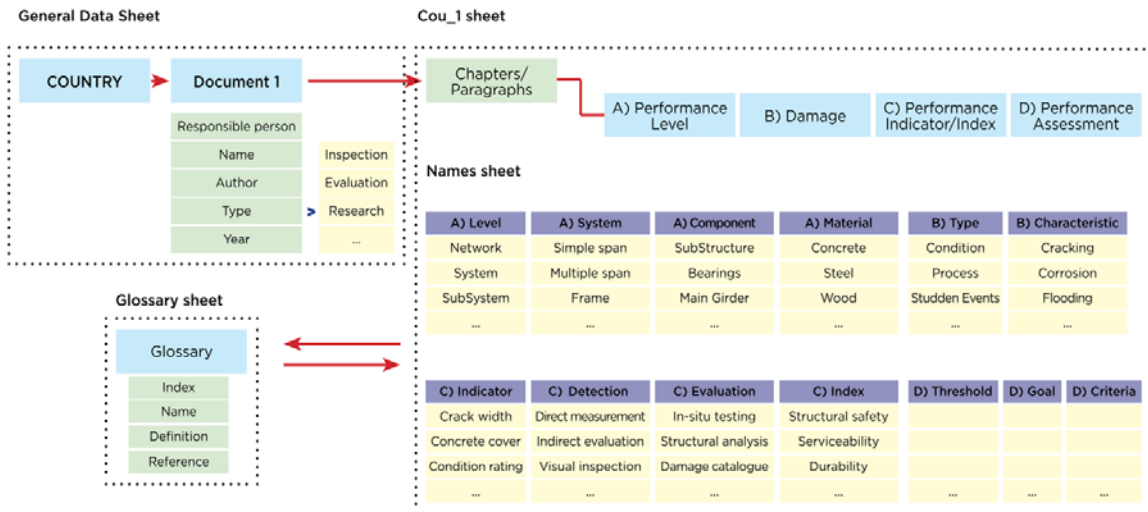 General Data Sheet
Cou_1 sheet
COUNTRY
Document 1
Chapters/
Paragraphs
A) Performance
Level
B) Damage
C) Performance
Indicator/Index
D) Performance
Assessment
Responsible person
Name
Inspection
Author
Evaluation
Type
>
Research
Year
...
Names sheet
A) Level
A) System
A) Component
A) Material
B) Type
B) Characteristic
Network
Simple span
SubStructure
Concrete
Condition
Cracking
System
Multiple span
Bearings
Steel
Process
Corrosion
SubSystem
Frame
Main Girder
Wood
Studden Events
Flooding
...
...
...
...
...
...
Glossary sheet
Glossary
Index
Name
Definition
Reference
C) Indicator
C) Detection
C) Evaluation
C) Index
D) Threshold
D) Goal
D) Criteria
Crack width
Direct measurement
In-situ testing
Structural safety
Concrete cover
Indirect evaluation
Structural analysis
Serviceability
Condition rating
Visual inspection
Damage catalogue
Durability
...
...
...
...
...
...
...